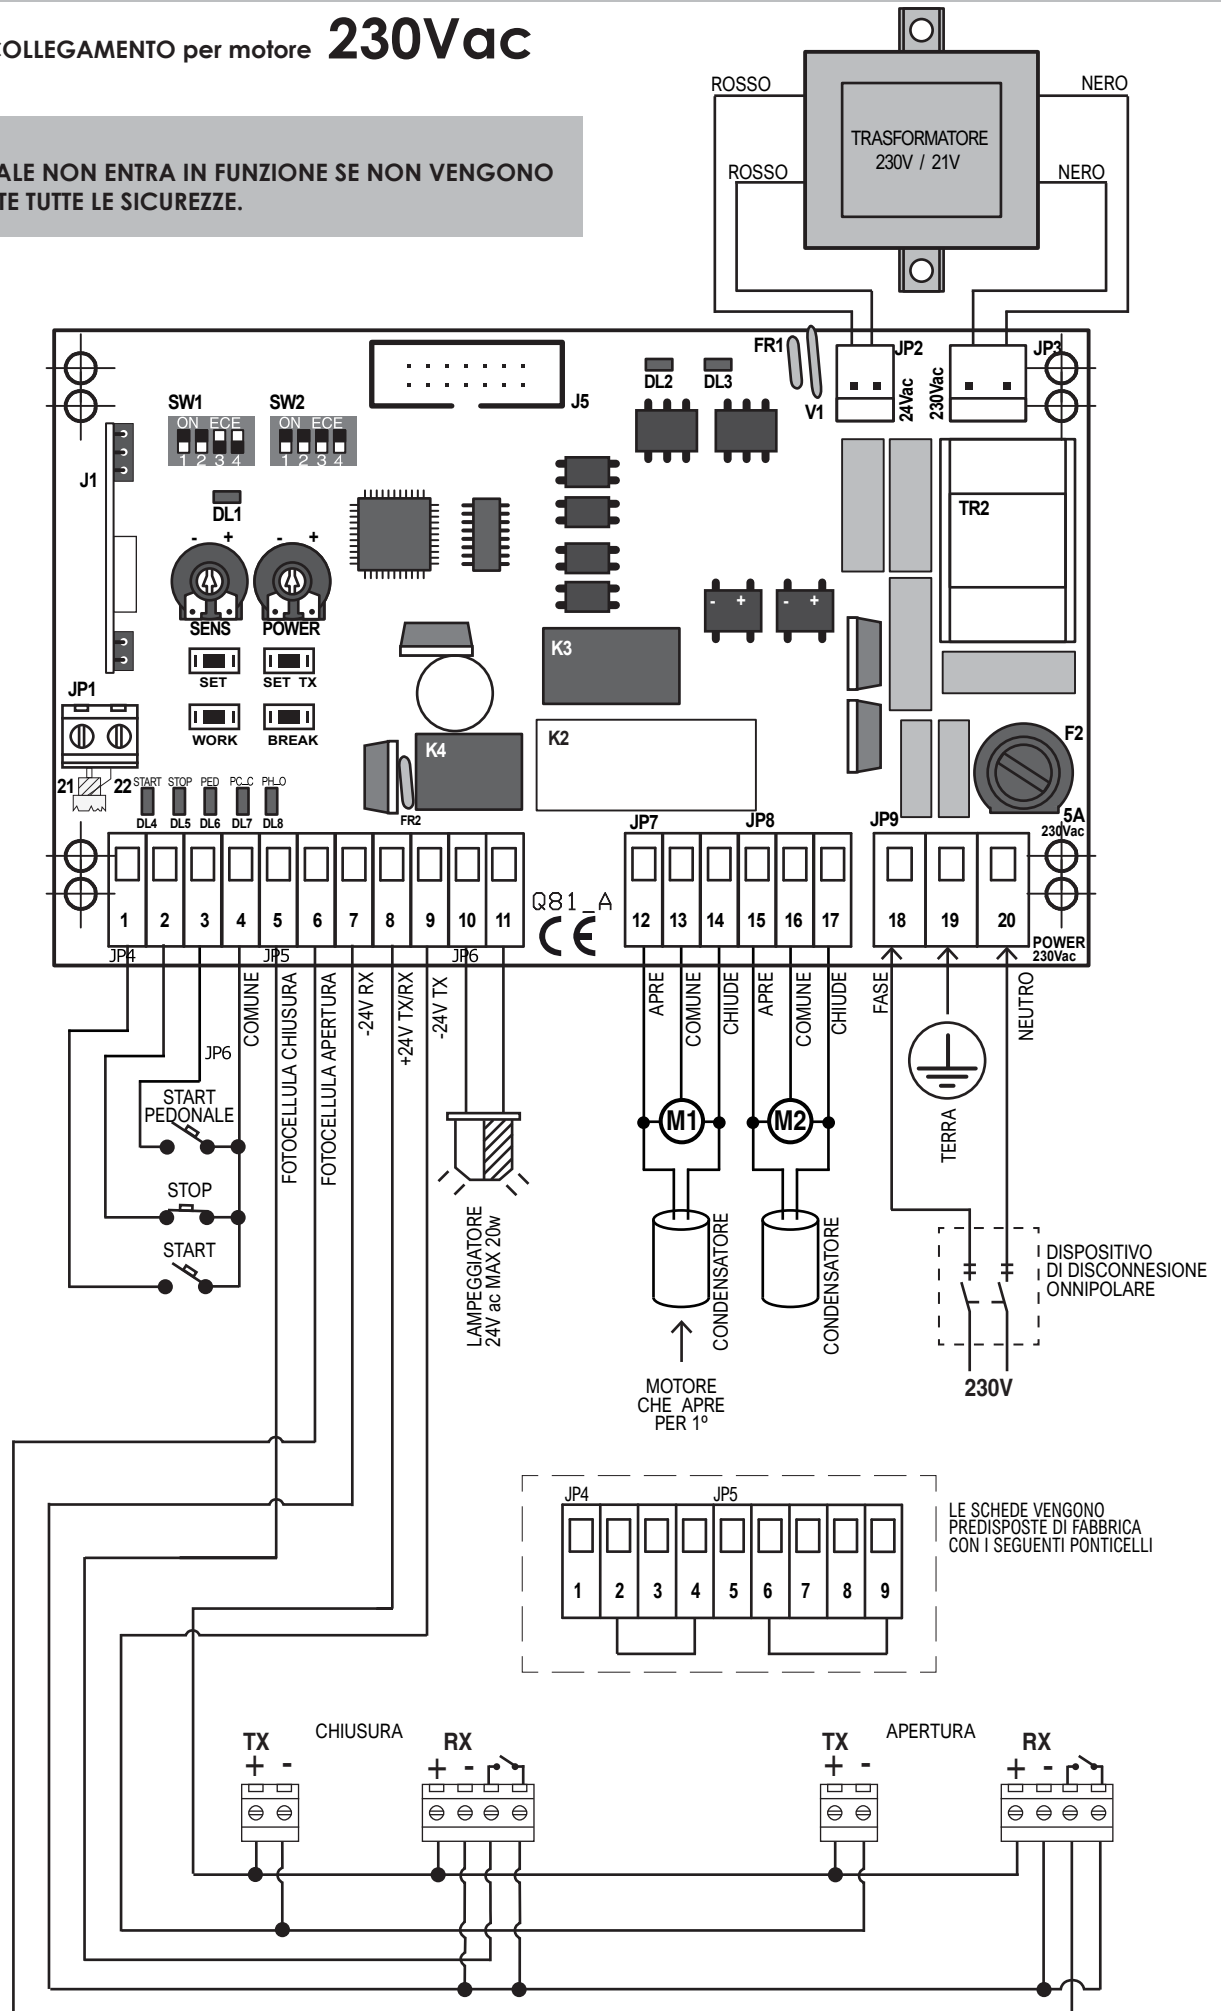 COLLEGAMENTO per motore 230Vac
ALE NON ENTRA IN FUNZIONE SE NON VENGONO
TE TUTTE LE SICUREZZE.
ROSSO
NERO
TRASFORMATORE
230V / 21V
ROSSO
NERO
FR1
JP2
JP3
DL2
DL3
V1
24Vac
230Vac
J5
SW1
SW2
ON ECE
1 2 3 4
ON ECE
1 2 3 4
J1
DL1
TR2
- +
- +
SENS
POWER
- +
- +
SET
SET TX
K3
JP1
WORK
BREAK
K4
K2
F2
21
22
START
STOP
PED
PC_C
PH_O
DL4
DL5
DL6
DL7
DL8
FR2
JP7
JP8
JP9
5A
230Vac
1 2 3 4 5 6 7 8 9 10 11
Q81_A
CE
12 13 14 15 16 17
18 19 20
POWER
230Vac
JP4
JP5
JP6
COMUNE
FOTOCELLULA CHIUSURA
FOTOCELLULA APERTURA
-24V RX
+24V TX/RX
-24V TX
APRE
COMUNE
CHIUDE
APRE
COMUNE
CHIUDE
FASE
NEUTRO
JP6
START
PEDONALE
STOP
START
M1
M2
TERRA
LAMPEGGIATORE
24V ac MAX 20w
CONDENSATORE
CONDENSATORE
DISPOSITIVO
DI DISCONNESIONE
ONNIPOLARE
230V
MOTORE
CHE APRE
PER 1º
JP4
JP5
1 2 3 4 5 6 7 8 9
LE SCHEDE VENGONO
PREDISPOSTE DI FABBRICA
CON I SEGUENTI PONTICELLI
TX
CHIUSURA
RX
TX
APERTURA
RX
+ -
+ -
+ -
+ -